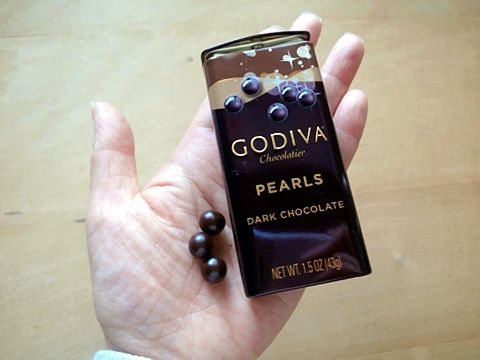 GODIVA
Chocolatier
PEARLS
DARK CHOCOLATE
NET WT. 1.5 OZ (43g)